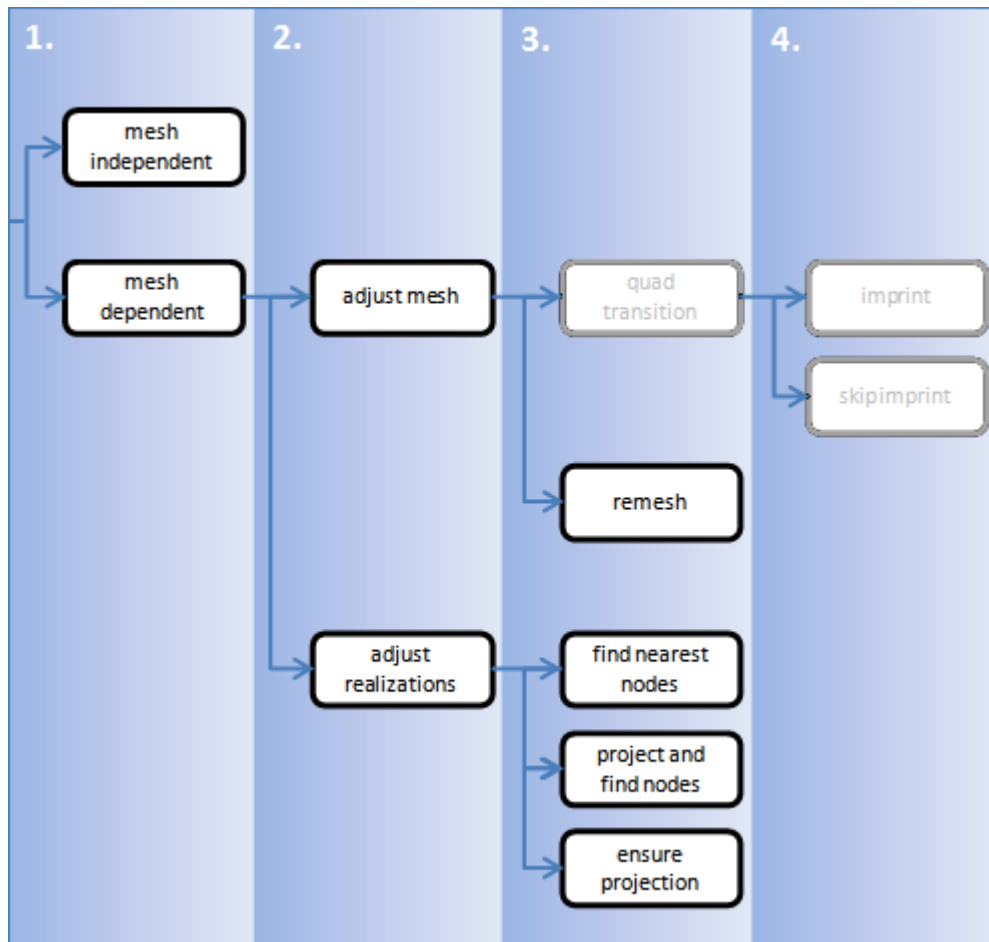 1.
2.
3.
4.
mesh
independent
mesh
dependent
adjust mesh
quad
transition
imprint
skipimprint
remesh
adjust
realizations
find nearest
nodes
project and
find nodes
ensure
projection